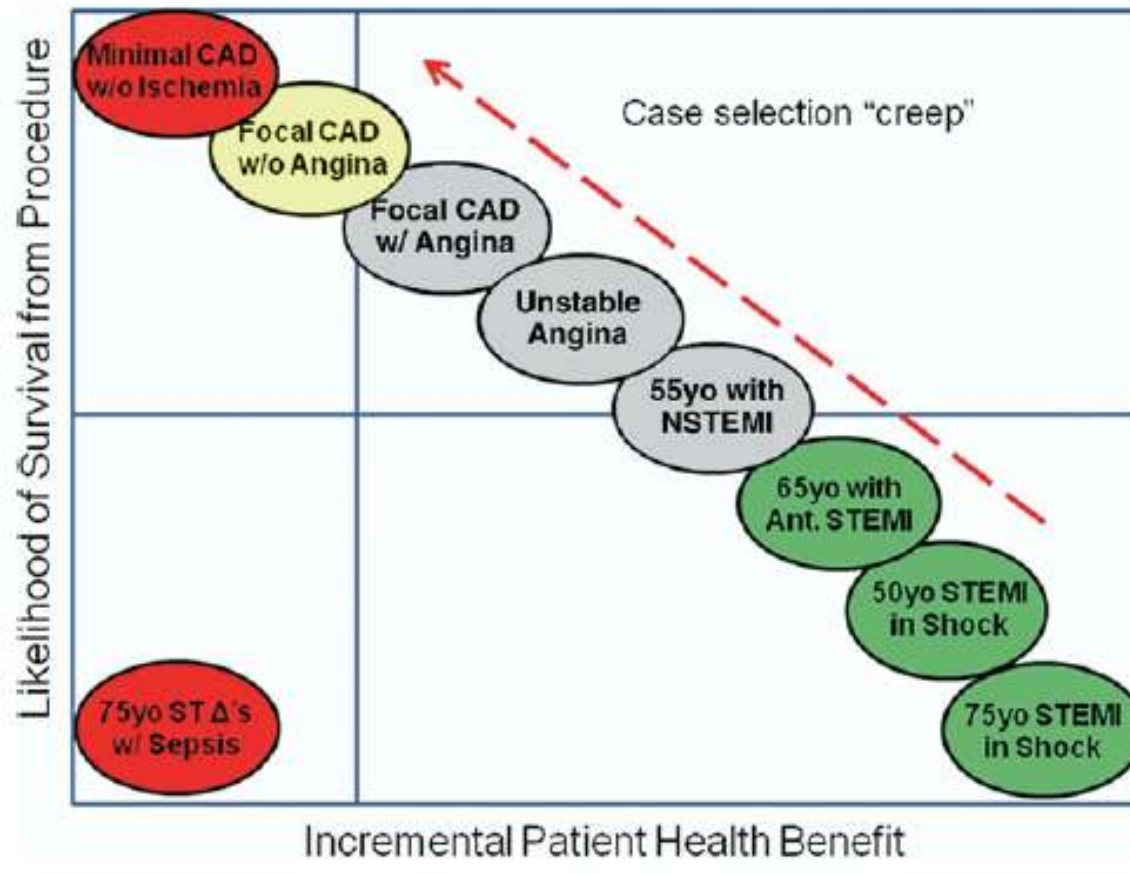 Likelihood of Survival from Procedure
Minimal CAD
w/o Ischemia
Focal CAD
w/o Angina
Focal CAD
w/ Angina
Unstable
Angina
55yo with
NSTEMI
65yo with
Ant. STEMI
50yo STEMI
in Shock
75yo STEMI
in Shock
75yo ST Δ's
w/ Sepsis
Case selection “creep”
Incremental Patient Health Benefit